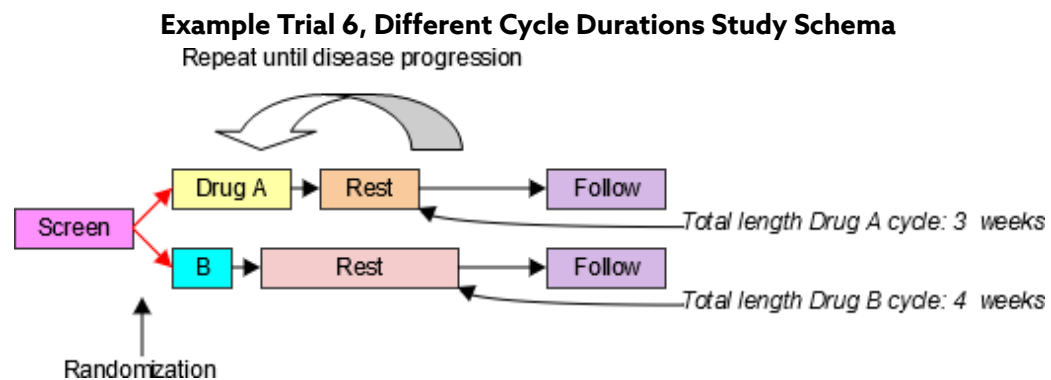 Example Trial 6, Different Cycle Durations Study Schema
Repeat until disease progression
Drug A
Rest
Follow
Screen
Total length Drug A cycle: 3 weeks
B
Rest
Follow
Total length Drug B cycle: 4 weeks
Randomization